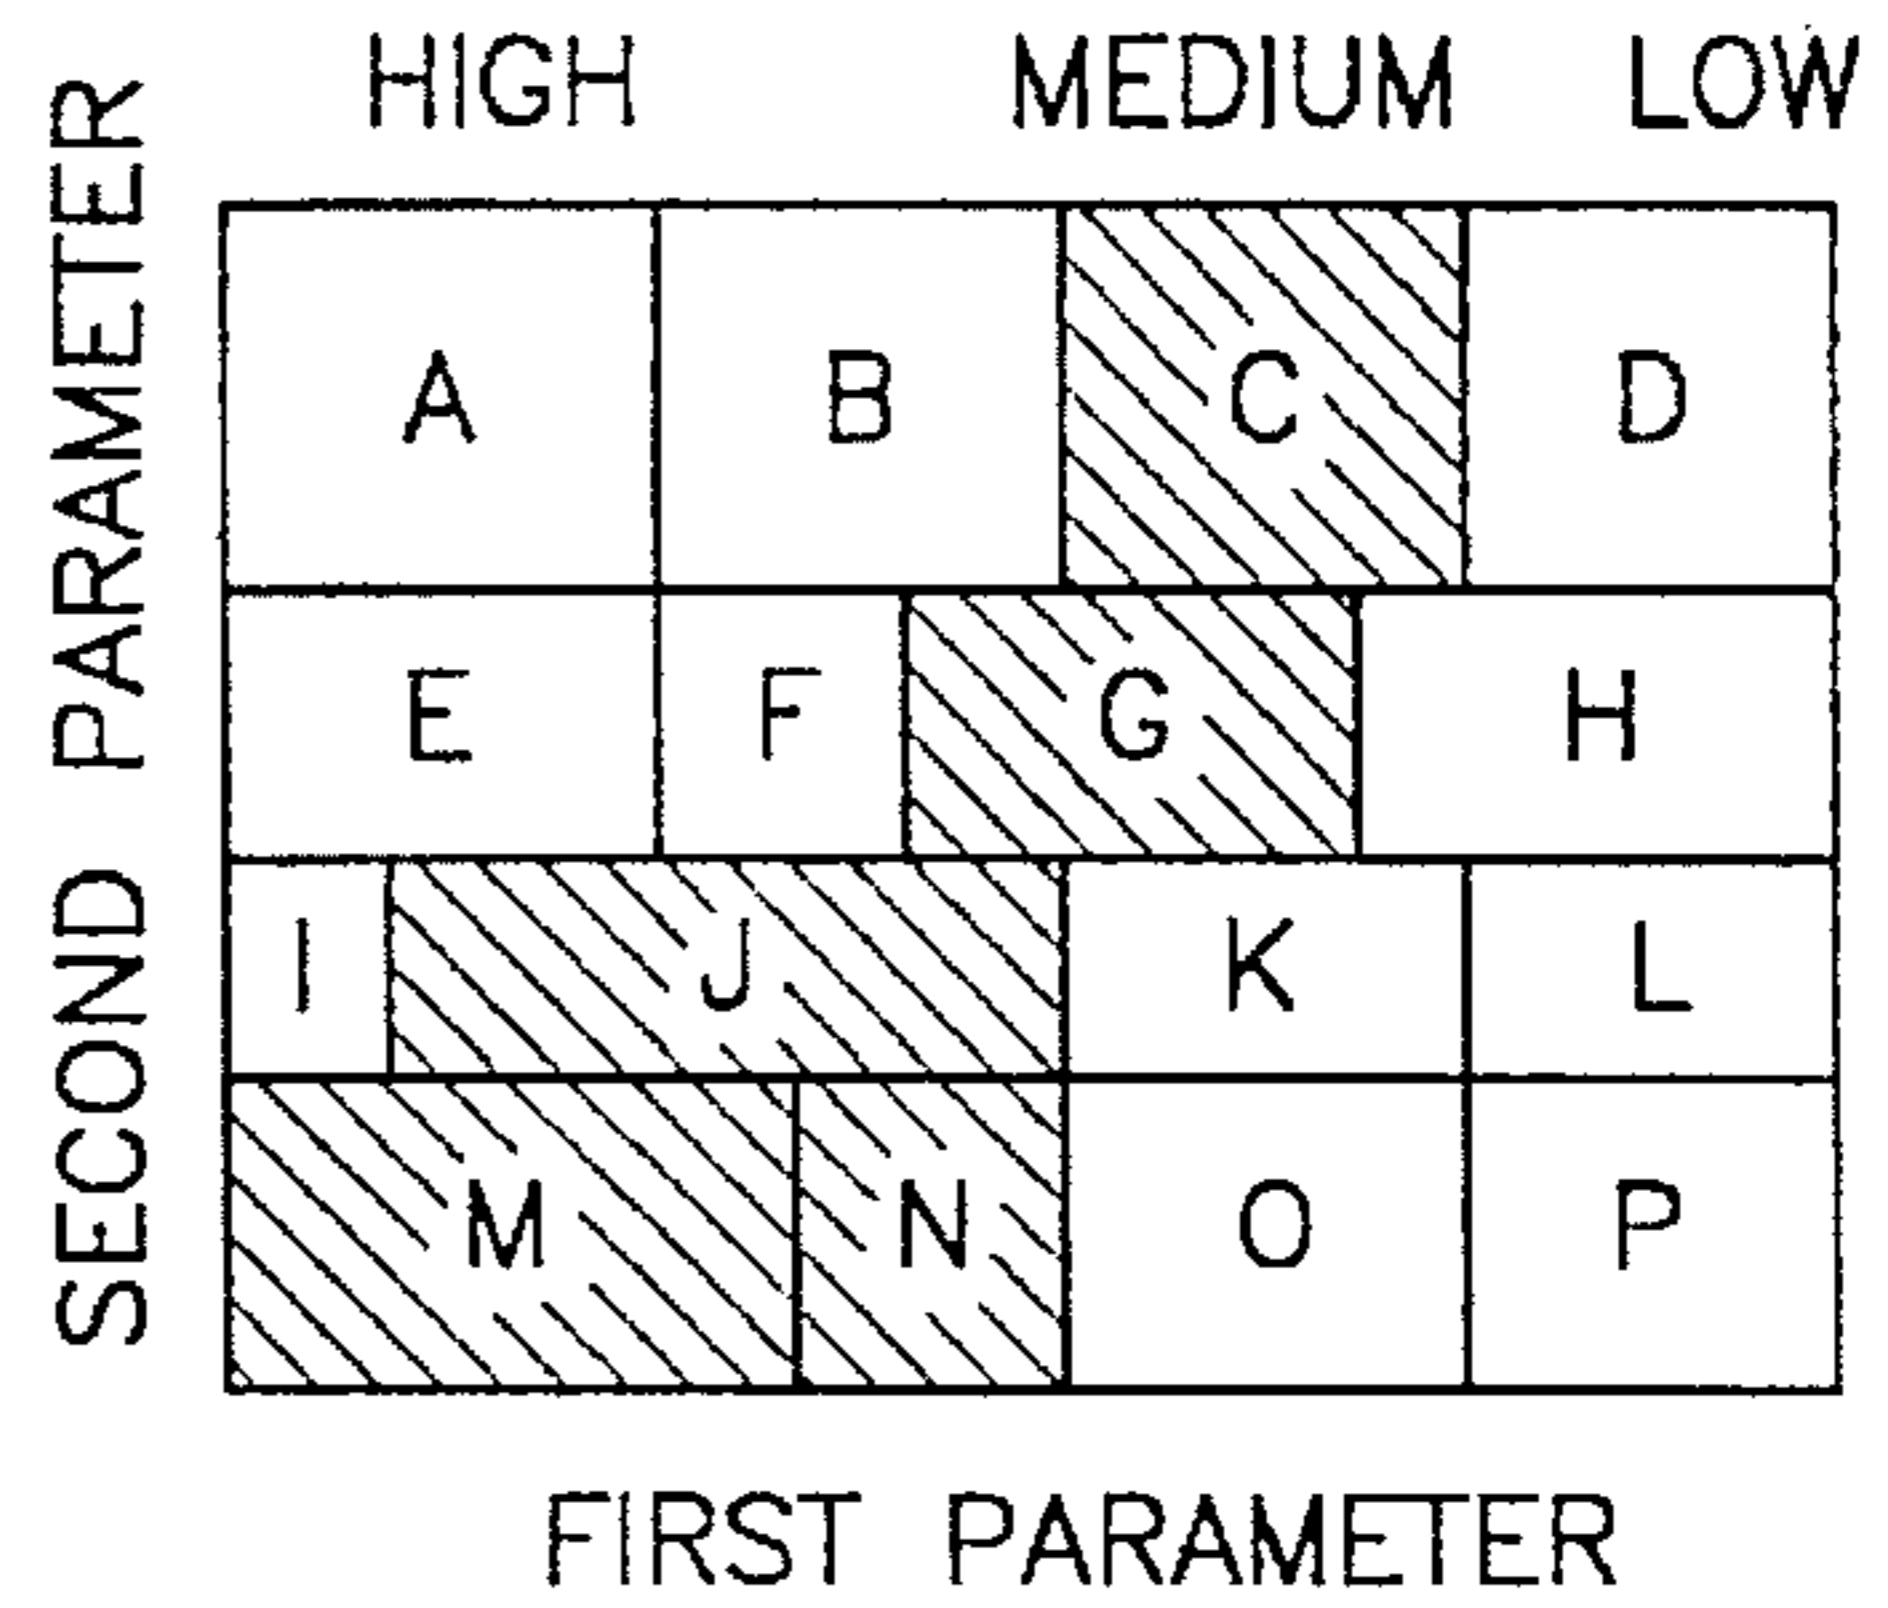 HIGH MEDIUM LOW
SECOND PARAMETER
A B C D
E F G H
I J K L
M N O P
FIRST PARAMETER